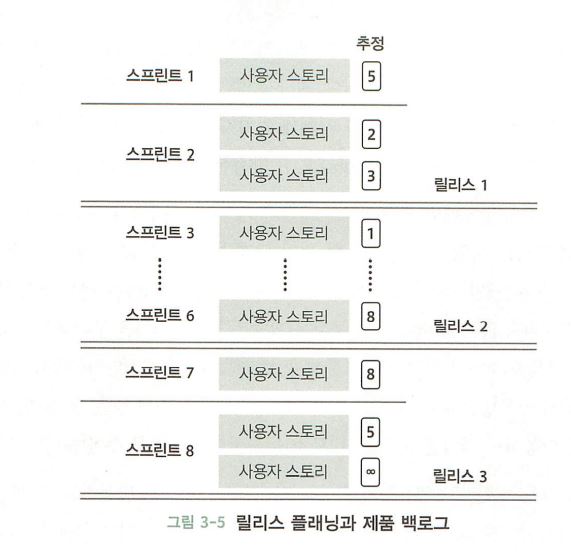 추정
스프린트 1 사용자 스토리 5
사용자 스토리 2
스프린트 2
사용자 스토리 3
릴리스 1
스프린트 3 사용자 스토리 1
스프린트 6 사용자 스토리 8
릴리스 2
스프린트 7 사용자 스토리 8
사용자 스토리 5
스프린트 8
사용자 스토리 ∞
릴리스 3
그림 3-5 릴리스 플래닝과 제품 백로그